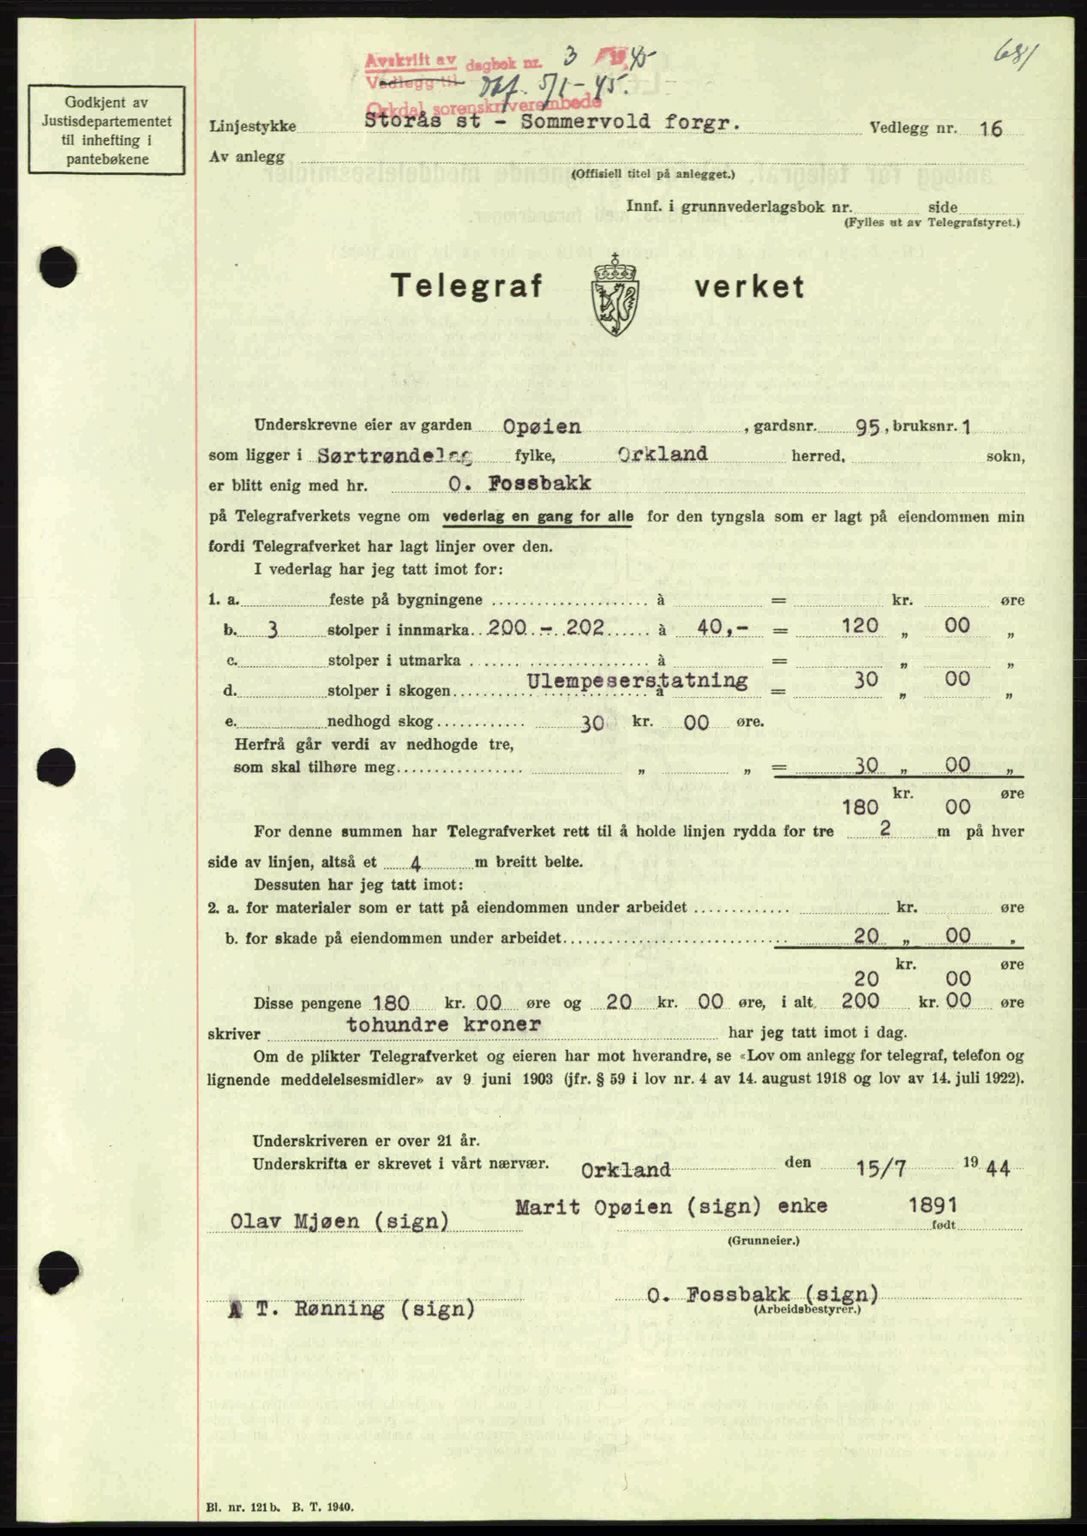 681
Avskrift av dagbok nr. 3 1945
Vedlegg til
5/1-45.
Orkdal sorenskriverembede
Godkjent av
Justisdepartementet
til innhefting i
pantebøkene
Linjestykke Storås st - Sommervold forgr. Vedlegg nr. 16
Av anlegg
(Offisiell titel på anlegget.)
Innf. i grunnvederlagsbok nr. side
(Fylles ut av Telegrafstyret.)
Telegraf verket
Underskrevne eier av garden Opøien , gardsnr. 95 , bruksnr. 1
som ligger i Sørtrøndelag fylke, Orkland herred, sokn,
er blitt enig med hr. O. Fossbakk
på Telegrafverkets vegne om vederlag en gang for alle for den tyngsla som er lagt på eiendommen min
fordi Telegrafverket har lagt linjer over den.
I vederlag har jeg tatt imot for:
1. a. feste på bygningene à = kr. øre
b. 3 stolper i innmarka 200 - 202 à 40,- = 120 „ 00 „
c. stolper i utmarka à = „ „
d. stolper i skogen Ulempeserstatning à = 30 „ 00 „
e. nedhogd skog 30 kr. 00 øre.
Herfrå går verdi av nedhogde tre,
som skal tilhøre meg „ „ = 30 „ 00 „
kr. øre
180 00
For denne summen har Telegrafverket rett til å holde linjen rydda for tre 2 m på hver
side av linjen, altså et 4 m breitt belte.
Dessuten har jeg tatt imot:
2. a. for materialer som er tatt på eiendommen under arbeidet kr. øre
b. for skade på eiendommen under arbeidet 20 „ 00 „
kr. øre
20 00
Disse pengene 180 kr. 00 øre og 20 kr. 00 øre, i alt 200 kr. 00 øre
skriver tohundre kroner har jeg tatt imot i dag.
Om de plikter Telegrafverket og eieren har mot hverandre, se «Lov om anlegg for telegraf, telefon og
lignende meddelelsesmidler» av 9 juni 1903 (jfr. § 59 i lov nr. 4 av 14. august 1918 og lov av 14. juli 1922).
Underskriveren er over 21 år.
Underskrifta er skrevet i vårt nærvær. Orkland den 15/7 1944
Olav Mjøen (sign) Marit Opøien (sign) enke 1891
født
(Grunneier.)
T. Rønning (sign) O. Fossbakk (sign)
(Arbeidsbestyrer.)
Bl. nr. 121 b. B. T. 1940.